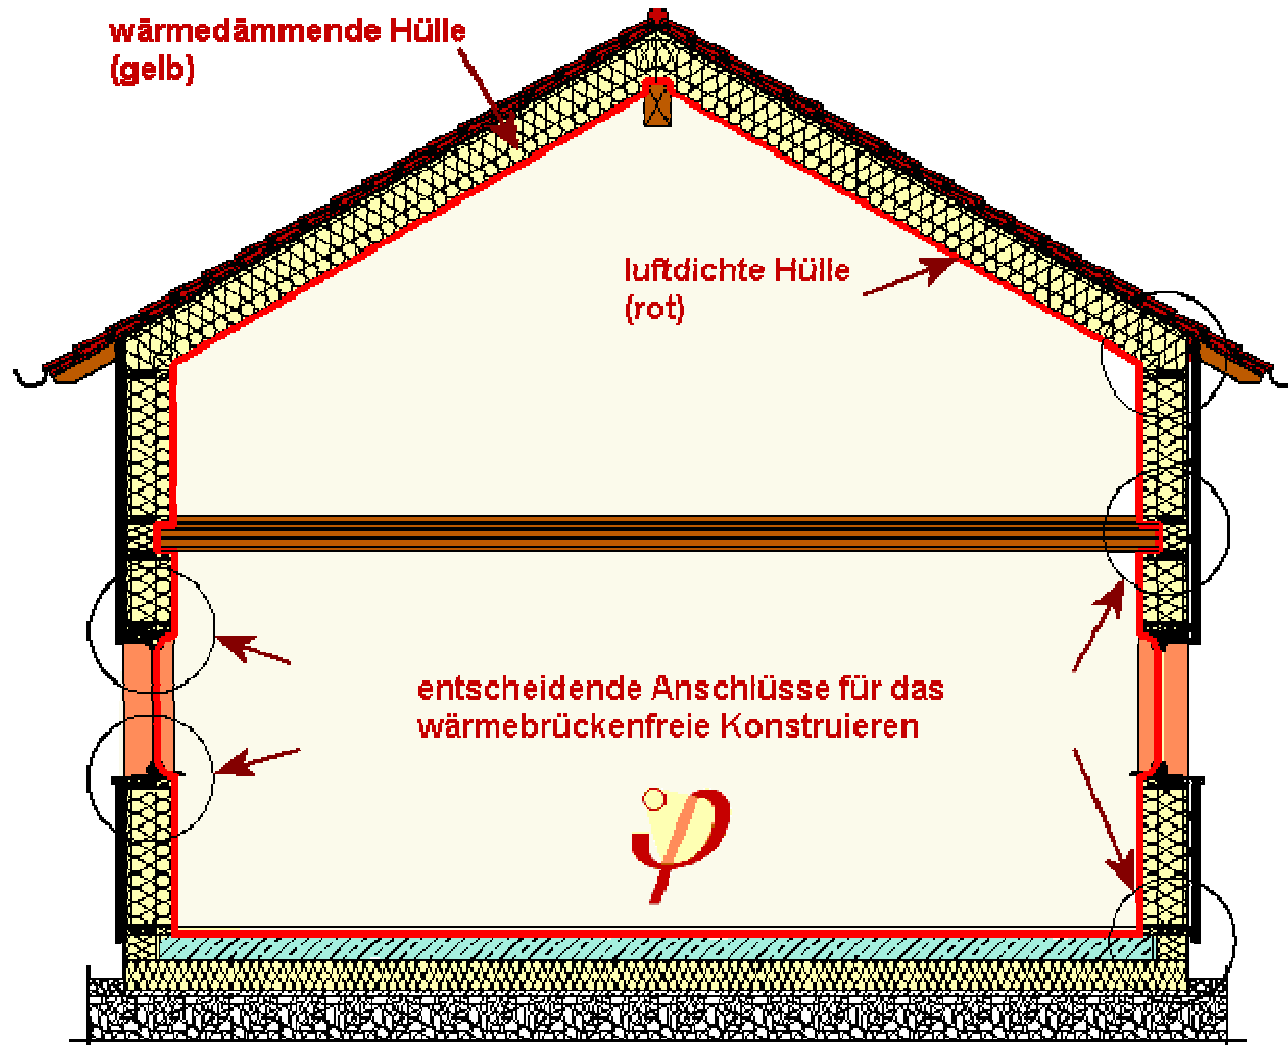 wärmedämmende Hülle
(gelb)
luftdichte Hülle
(rot)
entscheidende Anschlüsse für das
wärmebrückenfreie Konstruieren